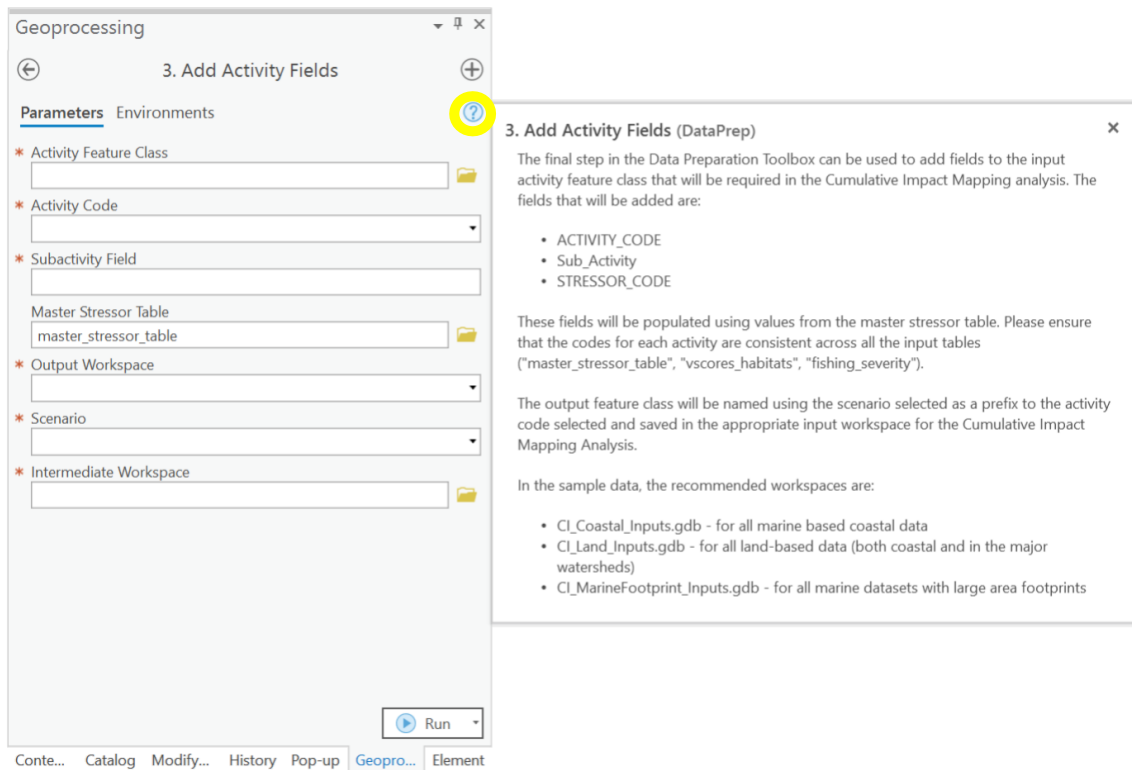 Geoprocessing
3. Add Activity Fields
Parameters Environments
?
* Activity Feature Class
* Activity Code
* Subactivity Field
Master Stressor Table
master_stressor_table
* Output Workspace
* Scenario
* Intermediate Workspace
Run
Conte... Catalog Modify... History Pop-up Geopro... Element
3. Add Activity Fields (DataPrep)
The final step in the Data Preparation Toolbox can be used to add fields to the input
activity feature class that will be required in the Cumulative Impact Mapping analysis. The
fields that will be added are:
• ACTIVITY_CODE
• Sub_Activity
• STRESSOR_CODE
These fields will be populated using values from the master stressor table. Please ensure
that the codes for each activity are consistent across all the input tables
("master_stressor_table", "vscores_habitats", "fishing_severity").
The output feature class will be named using the scenario selected as a prefix to the activity
code selected and saved in the appropriate input workspace for the Cumulative Impact
Mapping Analysis.
In the sample data, the recommended workspaces are:
• CI_Coastal_Inputs.gdb - for all marine based coastal data
• CI_Land_Inputs.gdb - for all land-based data (both coastal and in the major
watersheds)
• CI_MarineFootprint_Inputs.gdb - for all marine datasets with large area footprints